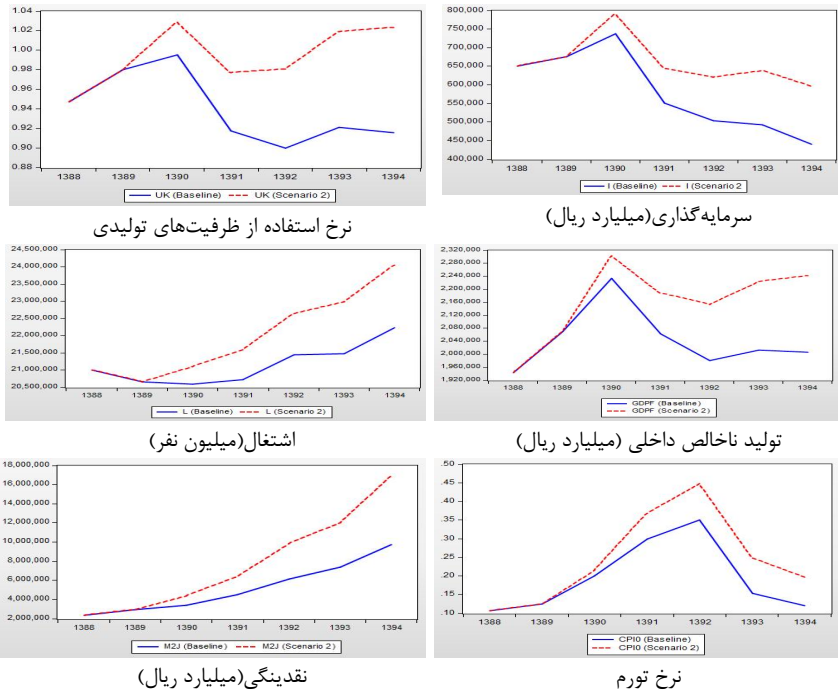 1.04
1.02
1.00
0.98
0.96
0.94
0.92
0.90
0.88
1388 1389 1390 1391 1392 1393 1394
UK (Baseline) UK (Scenario 2)
نرخ استفاده از ظرفیت‌های تولیدی
800,000
750,000
700,000
650,000
600,000
550,000
500,000
450,000
400,000
1388 1389 1390 1391 1392 1393 1394
I (Baseline) I (Scenario 2)
سرمایه‌گذاری(میلیارد ریال)
24,500,000
24,000,000
23,500,000
23,000,000
22,500,000
22,000,000
21,500,000
21,000,000
20,500,000
1388 1389 1390 1391 1392 1393 1394
L (Baseline) L (Scenario 2)
اشتغال(میلیون نفر)
2,320,000
2,280,000
2,240,000
2,200,000
2,160,000
2,120,000
2,080,000
2,040,000
2,000,000
1,960,000
1,920,000
1388 1389 1390 1391 1392 1393 1394
GDPF (Baseline)
GDPF (Scenario 2)
تولید ناخالص داخلی (میلیارد ریال)
18,000,000
16,000,000
14,000,000
12,000,000
10,000,000
8,000,000
6,000,000
4,000,000
2,000,000
1388 1389 1390 1391 1392 1393 1394
M2J (Baseline) M2J (Scenario 2)
نقدینگی(میلیارد ریال)
.50
.45
.40
.35
.30
.25
.20
.15
.10
1388 1389 1390 1391 1392 1393 1394
CPI0 (Baseline)
CPI0 (Scenario 2)
نرخ تورم